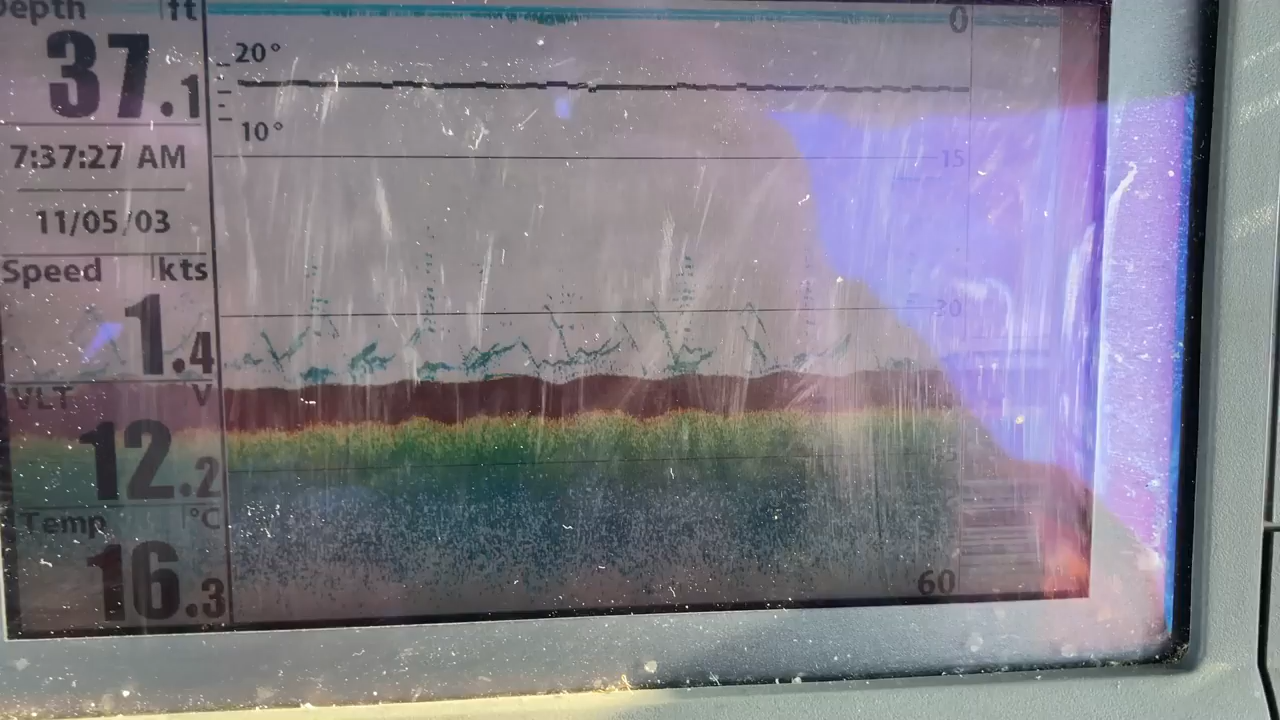 Depth ft
37.1
7:37:27 AM
11/05/03
Speed kts
1.4
VLT V
12.2
Temp °C
16.3
0
20°
10°
15
30
60